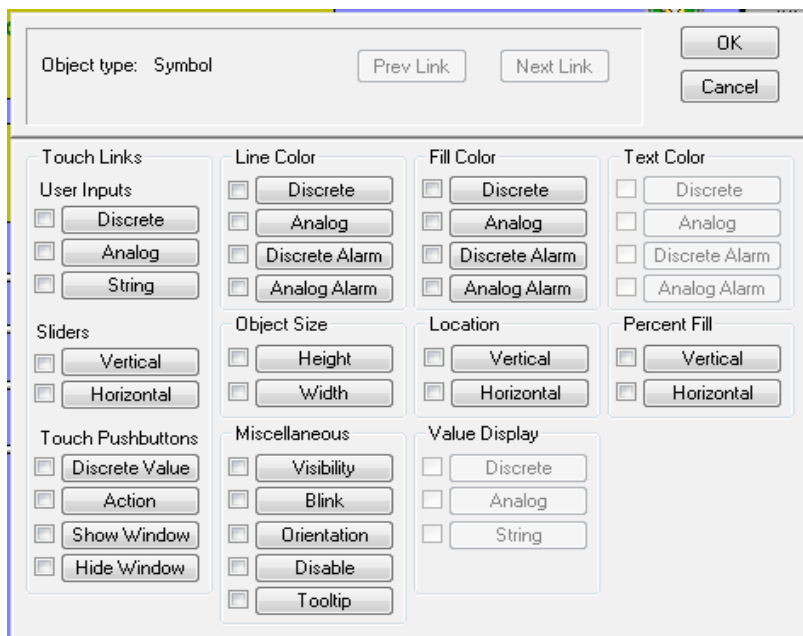 Object type: Symbol
Prev Link
Next Link
OK
Cancel
Touch Links
User Inputs
Discrete
Analog
String
Sliders
Vertical
Horizontal
Touch Pushbuttons
Discrete Value
Action
Show Window
Hide Window
Line Color
Discrete
Analog
Discrete Alarm
Analog Alarm
Object Size
Height
Width
Miscellaneous
Visibility
Blink
Orientation
Disable
Tooltip
Fill Color
Discrete
Analog
Discrete Alarm
Analog Alarm
Location
Vertical
Horizontal
Value Display
Discrete
Analog
String
Text Color
Discrete
Analog
Discrete Alarm
Analog Alarm
Percent Fill
Vertical
Horizontal